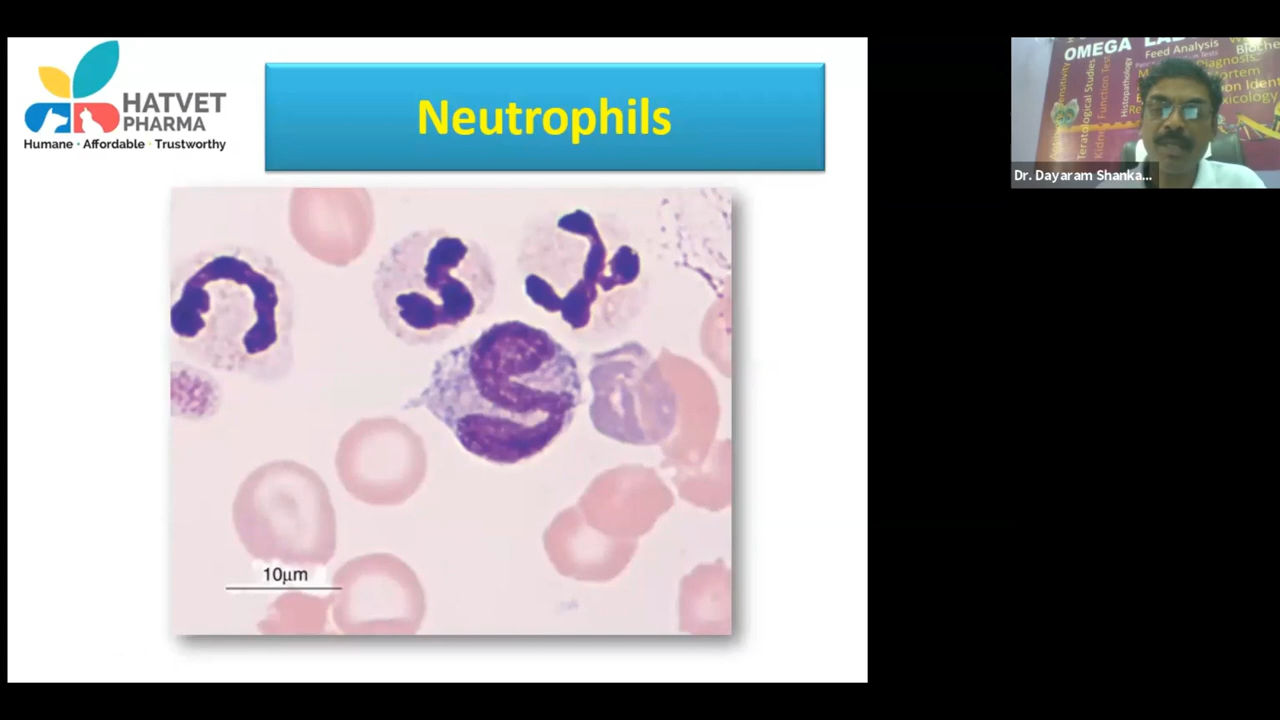 HATVET
PHARMA
Humane • Affordable • Trustworthy
Neutrophils
10μm
OMEGA
Feed Analysis
Teratological Studies
Kidney Function Test
Histopathology
Diagnosis
Dr. Dayaram Shanka...